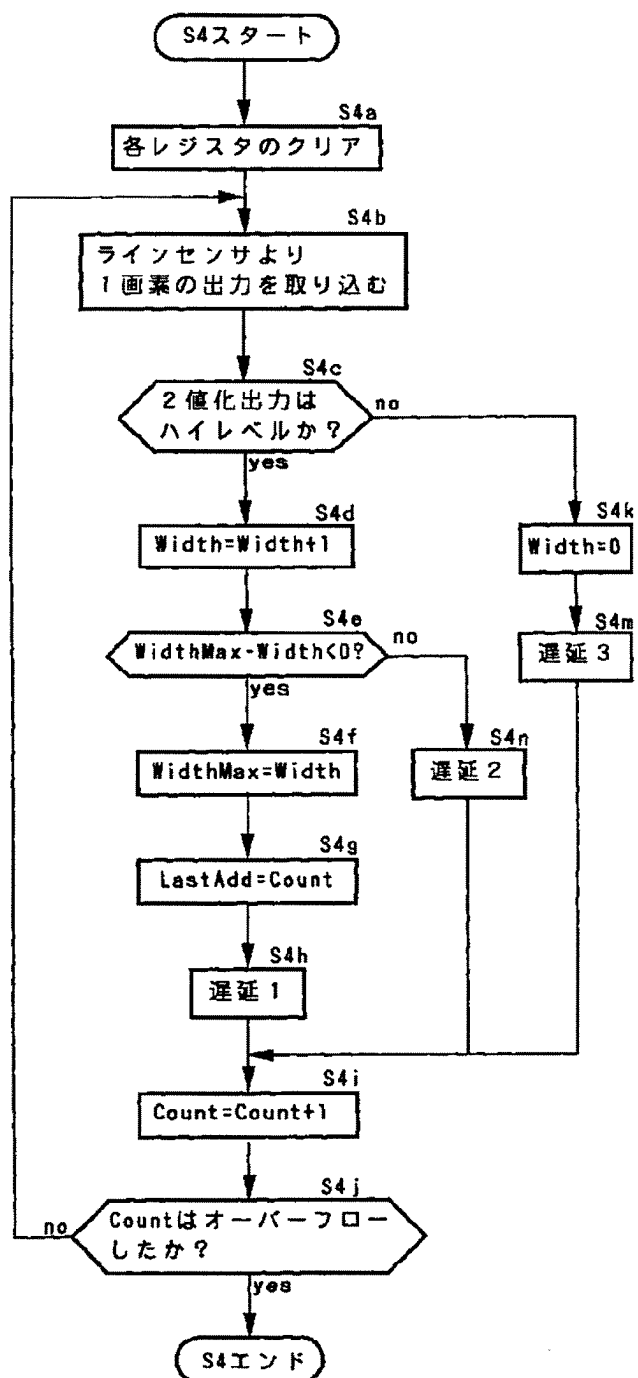 S4スタート
S4a
各レジスタのクリア
S4b
ラインセンサより
1画素の出力を取り込む
S4c
2値化出力は
ハイレベルか?
no
yes
S4d
Width=Width+1
S4k
Width=0
S4e
WidthMax-Width<0?
no
yes
S4m
遅延3
S4f
WidthMax=Width
S4n
遅延2
S4g
LastAdd=Count
S4h
遅延1
S4i
Count=Count+1
S4j
Countはオーバーフロー
したか?
no
yes
S4エンド